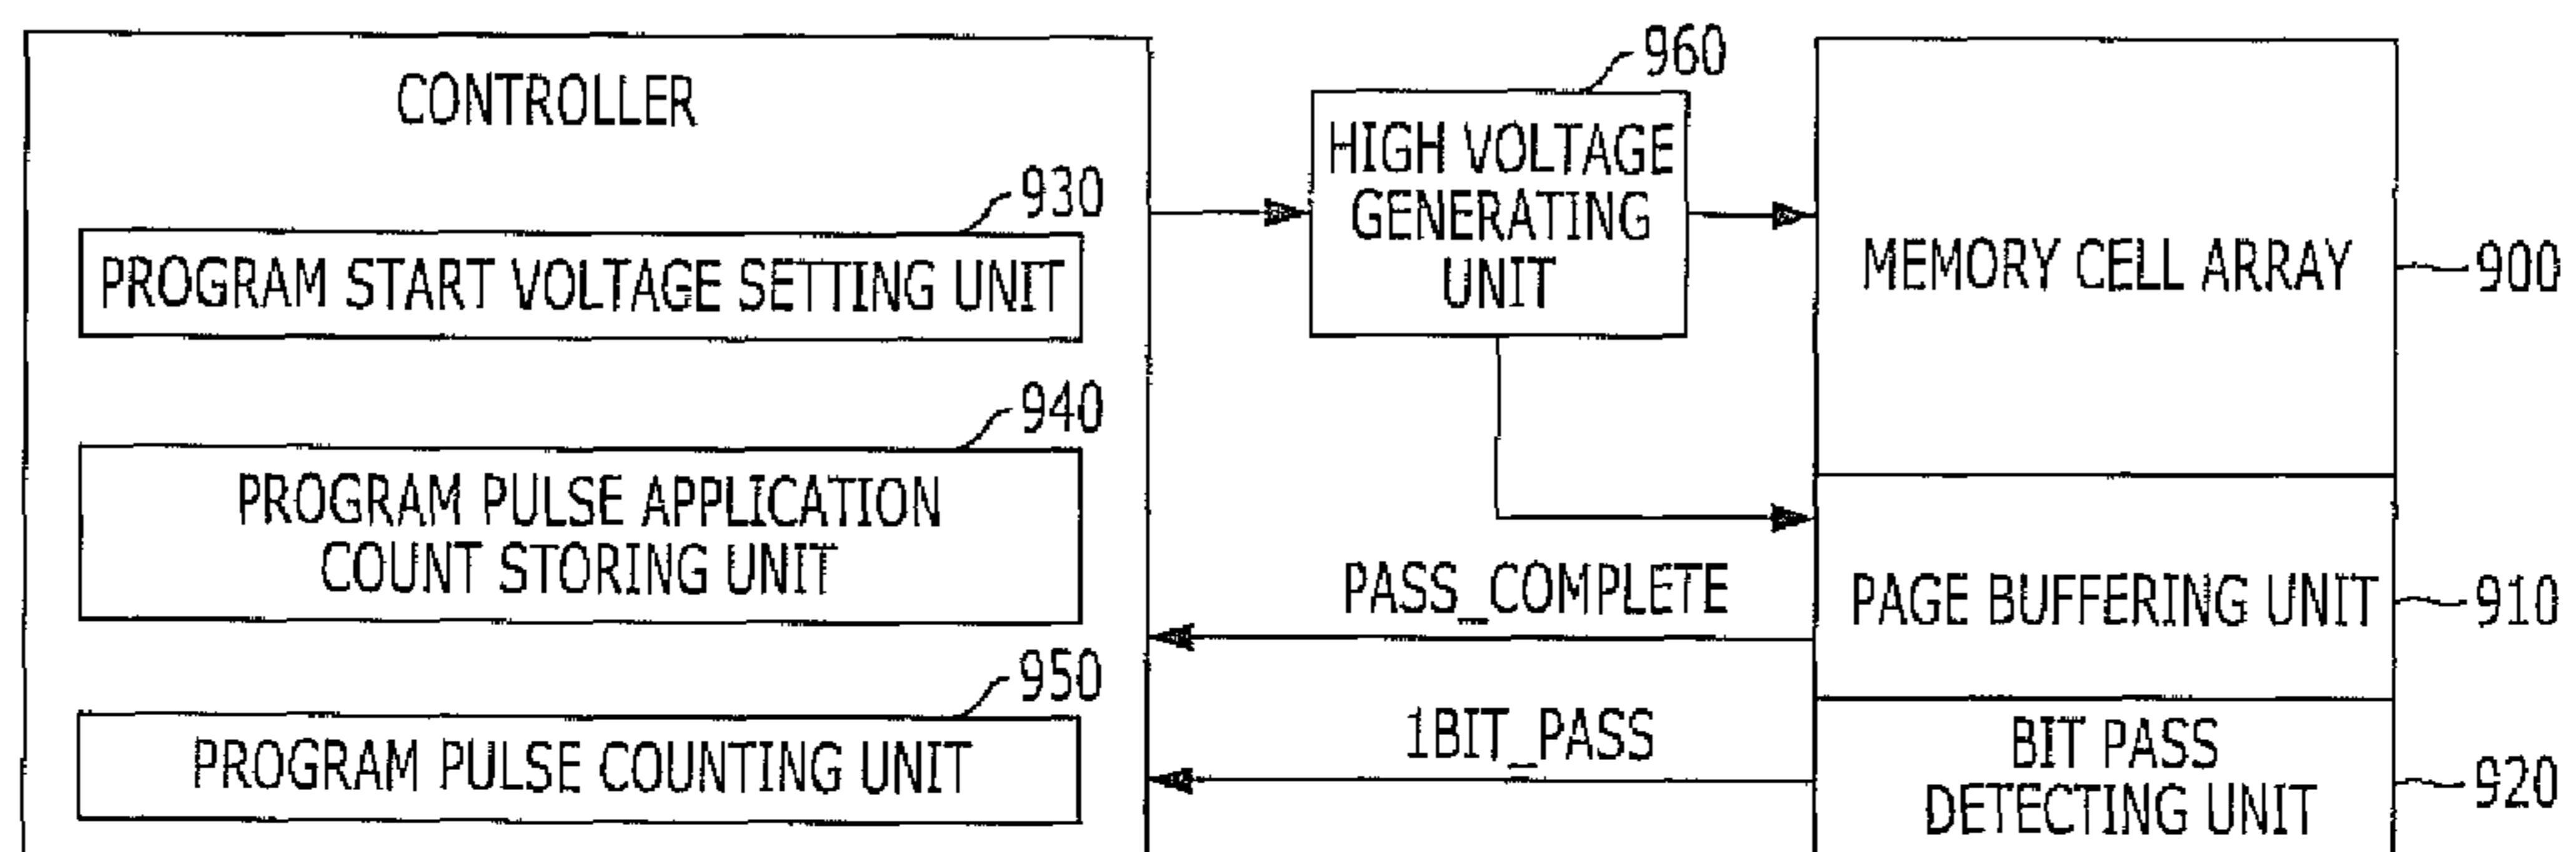 CONTROLLER
930
PROGRAM START VOLTAGE SETTING UNIT
940
PROGRAM PULSE APPLICATION
COUNT STORING UNIT
950
PROGRAM PULSE COUNTING UNIT
960
HIGH VOLTAGE
GENERATING
UNIT
MEMORY CELL ARRAY
900
PASS_COMPLETE
PAGE BUFFERING UNIT
910
1BIT_PASS
BIT PASS
DETECTING UNIT
920